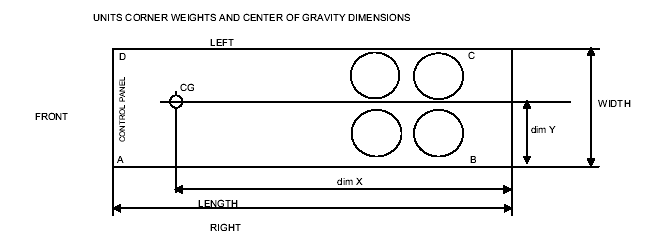 UNITS CORNER WEIGHTS AND CENTER OF GRAVITY DIMENSIONS
LEFT
D
C
CONTROL PANEL
CG
FRONT
WIDTH
dim Y
A
B
dim X
LENGTH
RIGHT